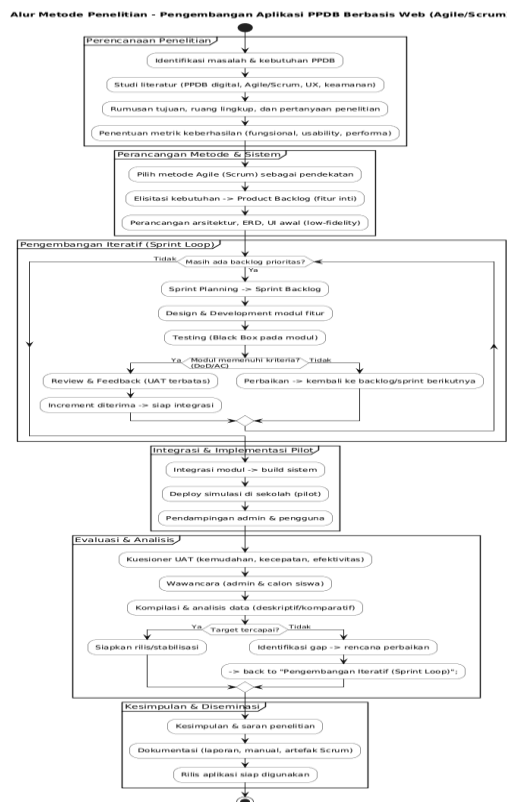 Alur Metode Penelitian - Pengembangan Aplikasi PPDB Berbasis Web (Agile/Scrum
Perencanaan Penelitian
Identifikasi masalah & kebutuhan PPDB
Studi literatur (PPDB digital, Agile/Scrum, UX, keamanan)
Rumusan tujuan, ruang lingkup, dan pertanyaan penelitian
Penentuan metrik keberhasilan (fungsional, usability, performa)
Perancangan Metode & Sistem
Pilih metode Agile (Scrum) sebagai pendekatan
Elisitasi kebutuhan -> Product Backlog (fitur inti)
Perancangan arsitektur, ERD, UI awal (low-fidelity)
Pengembangan Iteratif (Sprint Loop)
Tidak
Masih ada backlog prioritas?
Ya
Sprint Planning -> Sprint Backlog
Design & Development modul fitur
Testing (Black Box pada modul)
Ya
Modul memenuhi kriteria?
(DoD/AC)
Tidak
Review & Feedback (UAT terbatas)
Perbaikan -> kembali ke backlog/sprint berikutnya
Increment diterima -> siap integrasi
Integrasi & Implementasi Pilot
Integrasi modul -> build sistem
Deploy simulasi di sekolah (pilot)
Pendampingan admin & pengguna
Evaluasi & Analisis
Kuesioner UAT (kemudahan, kecepatan, efektivitas)
Wawancara (admin & calon siswa)
Kompilasi & analisis data (deskriptif/komparatif)
Ya
Target tercapai?
Tidak
Siapkan rilis/stabilisasi
Identifikasi gap -> rencana perbaikan
-> back to "Pengembangan Iteratif (Sprint Loop)";
Kesimpulan & Diseminasi
Kesimpulan & saran penelitian
Dokumentasi (laporan, manual, artefak Scrum)
Rilis aplikasi siap digunakan